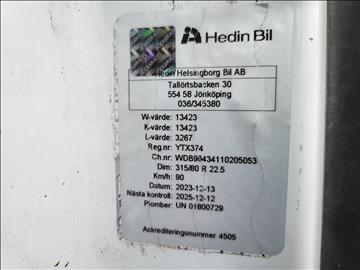 Hedin Bil
Hedin Helsingborg Bil AB
Tallörtsbacken 30
554 58 Jönköping
036/345380
W-värde: 13423
K-värde: 13423
L-värde: 3267
Reg.nr: YTX374
Ch.nr: WDB96434110205053
Dim: 315/80 R 22.5
Km/h: 90
Datum: 2023-12-13
Nästa kontroll: 2025-12-12
Plomber: UN 01800729
Ackrediteringsnummer 4505